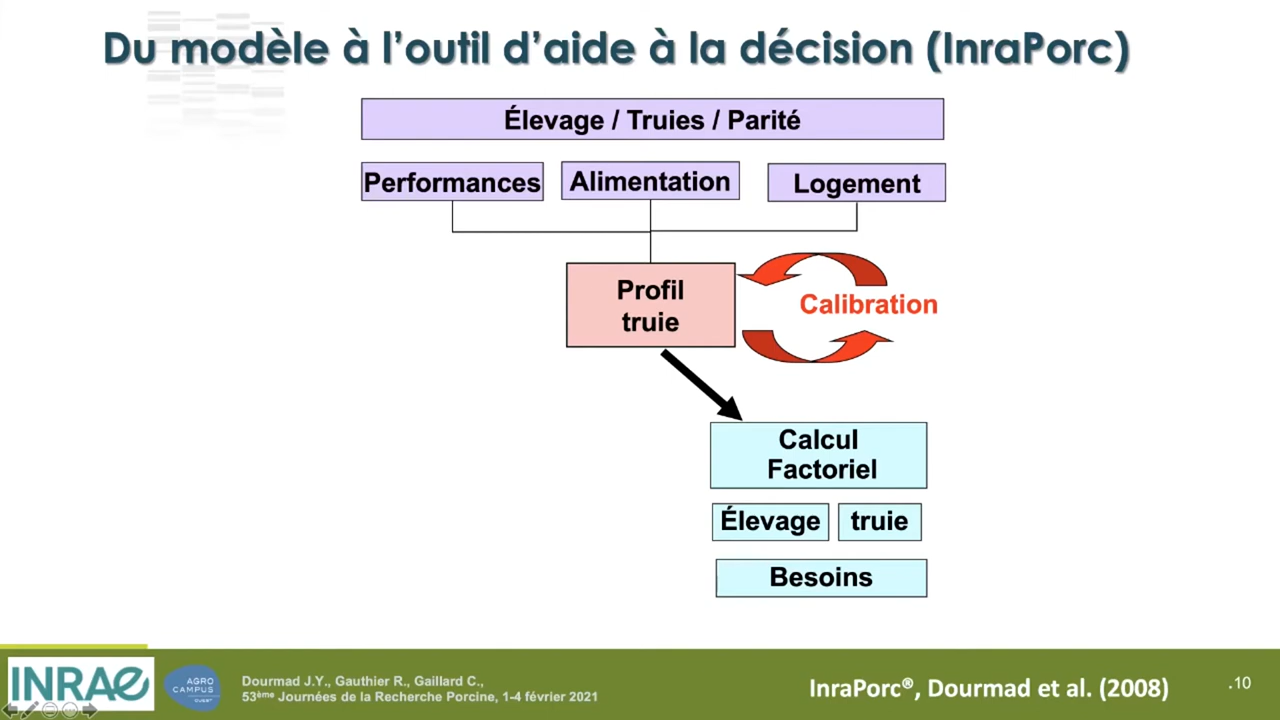 Du modèle à l’outil d’aide à la décision (InraPorc)
Élevage / Truies / Parité
Performances
Alimentation
Logement
Profil
truie
Calibration
Calcul
Factoriel
Élevage
truie
Besoins
INRAE
AGRO
CAMPUS
OUEST
Dourmad J.Y., Gauthier R., Gaillard C.,
53ème Journées de la Recherche Porcine, 1-4 février 2021
InraPorc®, Dourmad et al. (2008)
.10